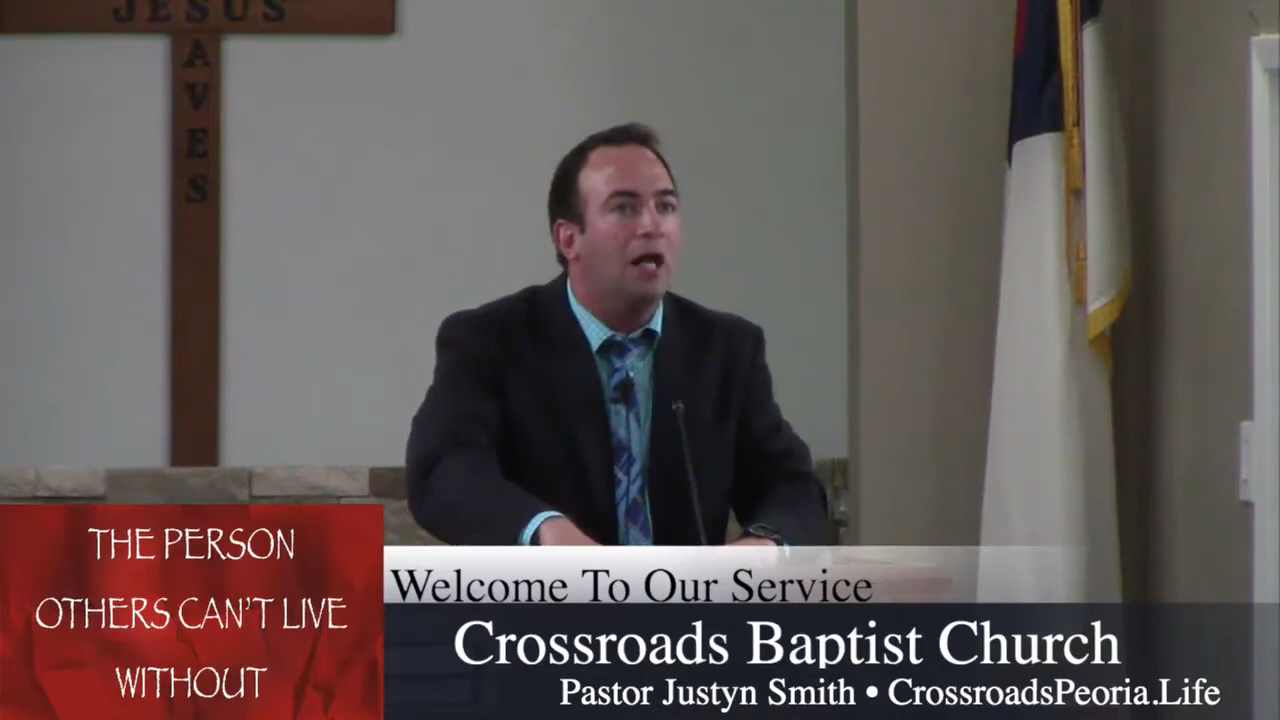 JESUS
SAVES
THE PERSON
OTHERS CAN'T LIVE
WITHOUT
Welcome To Our Service
Crossroads Baptist Church
Pastor Justyn Smith • CrossroadsPeoria.Life